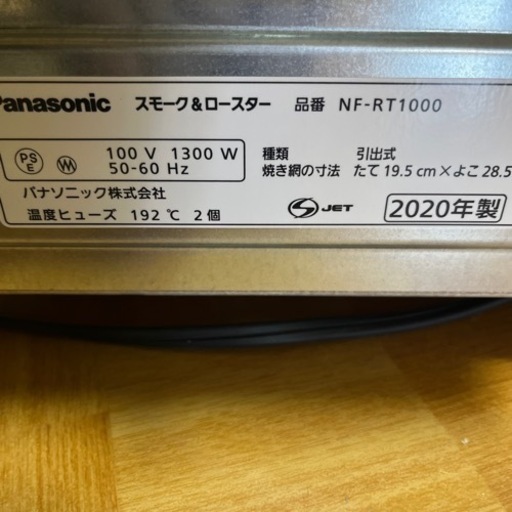 Panasonic スモーク&ロースター 品番 NF-RT1000
PS E 100 V 1300 W 種類 引出式
50-60 Hz 焼き網の寸法 たて 19.5 cm×よこ 28.5
パナソニック株式会社
温度ヒューズ 192 ℃ 2 個 S JET 2020年製